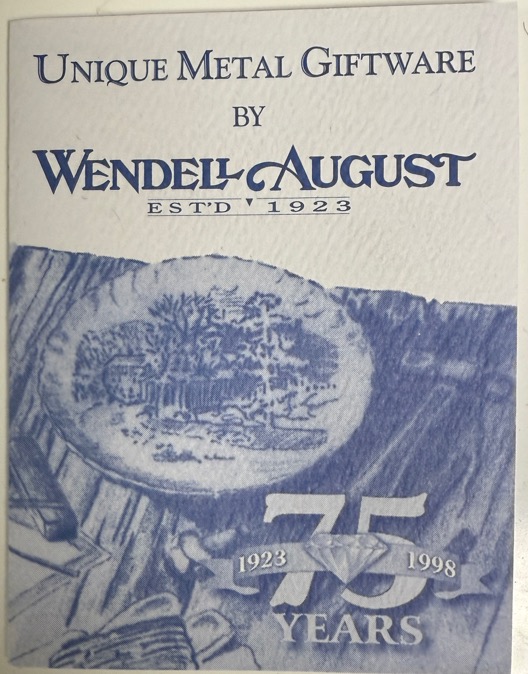 UNIQUE METAL GIFTWARE
BY
WENDELL AUGUST
EST'D ▼ 1923
75
1923 1998
YEARS